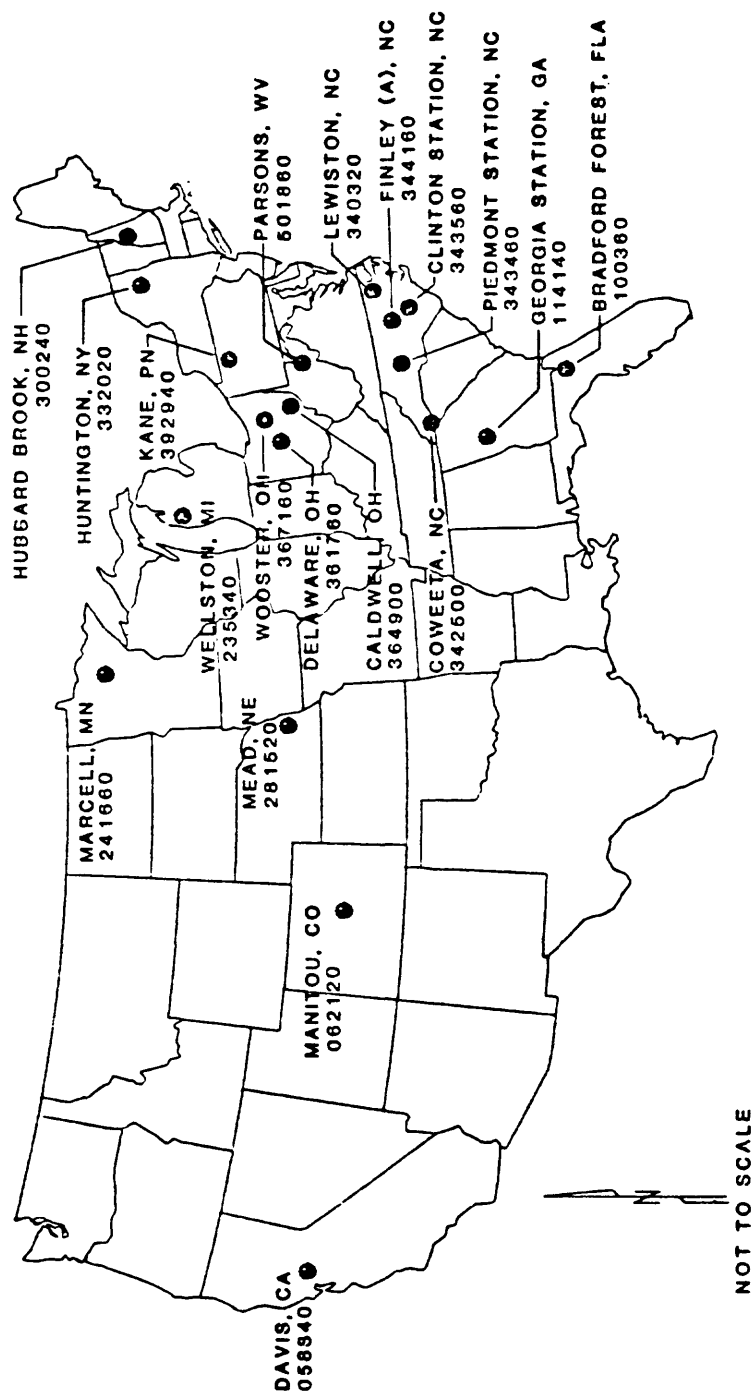 HUBBARD BROOK, NH
300240
HUNTINGTON, NY
332020
KANE, PN
392940
PARSONS, WV
501860
LEWISTON, NC
340320
FINLEY (A), NC
344160
CLINTON STATION, NC
343560
PIEDMONT STATION, NC
343460
GEORGIA STATION, GA
114140
BRADFORD FOREST, FLA
100360
MARCELL, MN
241660
WELLSTON, MI
235340
WOOSTER, OH
367160
DELAWARE, OH
361760
CALDWELL, OH
364900
COWEETA, NC
342500
MEAD, NE
281520
MANITOU, CO
062120
DAVIS, CA
058840
N
NOT TO SCALE